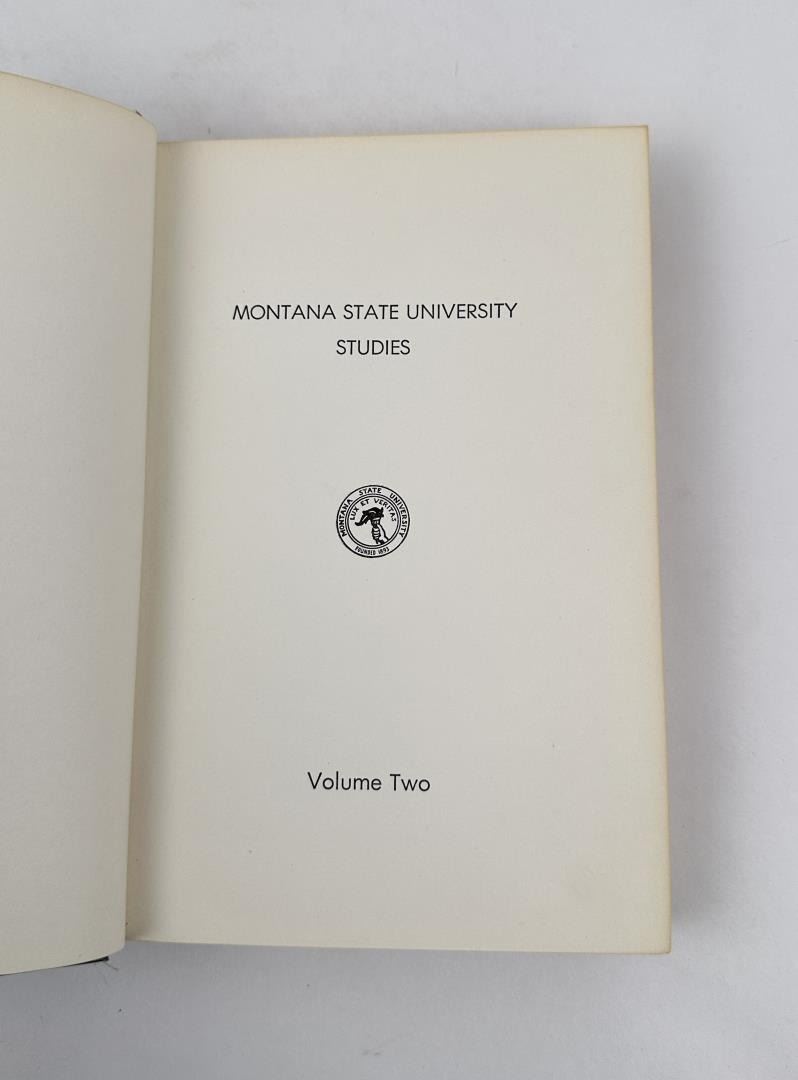 MONTANA STATE UNIVERSITY
STUDIES
MONTANA STATE UNIVERSITY
LUX ET VERITAS
FOUNDED 1893
Volume Two